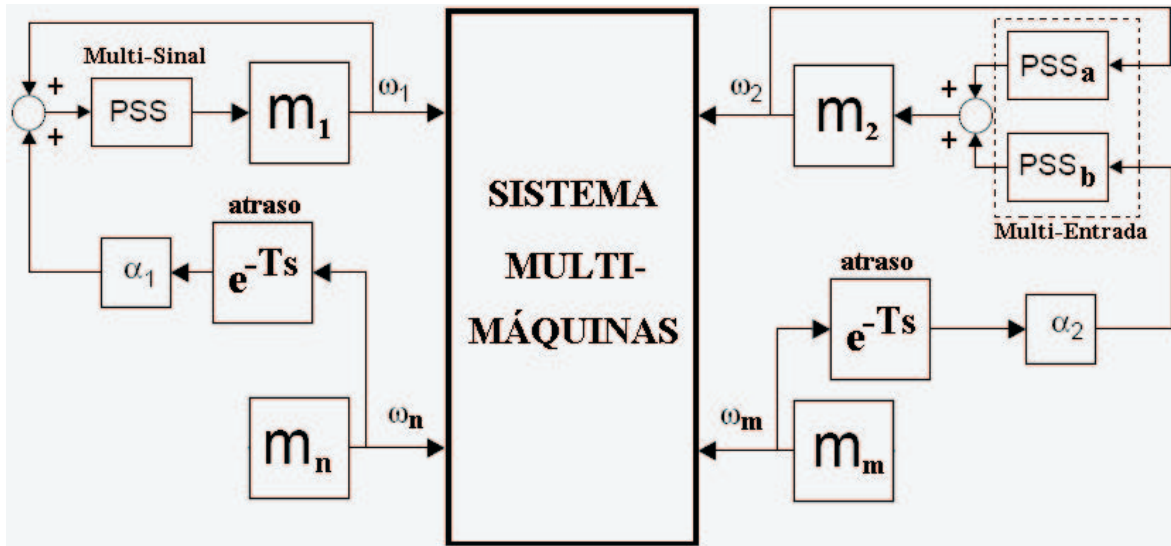 Multi-Sinal
+
PSS
+
m1
ω1
atraso
α1
e-Ts
mn
ωn
SISTEMA
MULTI-
MÁQUINAS
ω2
m2
+
+
PSSa
PSSb
Multi-Entrada
atraso
e-Ts
α2
ωm
mm